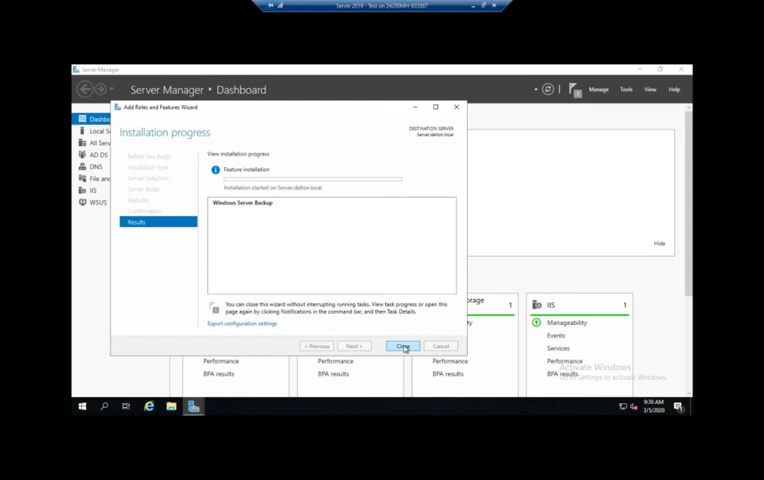 Server 2019 - Test on 24200MH-633367
Server Manager
Server Manager • Dashboard
Manage Tools View Help
Add Roles and Features Wizard
Installation progress
DESTINATION SERVER
Server.dalton.local
Before You Begin
Installation Type
Server Selection
Server Roles
Features
Confirmation
Results
View installation progress
Feature installation
Installation started on Server.dalton.local
Windows Server Backup
You can close this wizard without interrupting running tasks. View task progress or open this
page again by clicking Notifications in the command bar, and then Task Details.
Export configuration settings
< Previous Next > Close Cancel
Dashbo
Local Se
All Serv
AD DS
DNS
File and
IIS
WSUS
Hide
orage 1
IIS 1
Manageability
Events
Services
Performance
BPA results
Performance
BPA results
Performance
BPA results
Performance
BPA results
Activate Windows
Go to Settings to activate Windows.
9:39 AM
3/5/2020